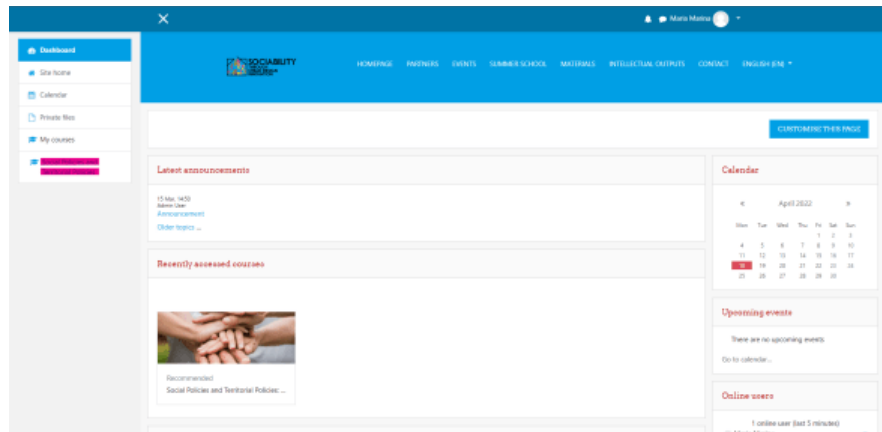 Maria Marina
Dashboard
Site home
Calendar
Private files
My courses
SOCIABILITY
HOMEPAGE PARTNERS EVENTS SUMMER SCHOOL MATERIALS INTELLECTUAL OUTPUTS CONTACT ENGLISH (EN)
CUSTOMISE THIS PAGE
Latest announcements
15 Mar, 14:50
Admin User
Announcement
Older topics ...
Recently accessed courses
Recommended
Social Policies and Territorial Policies: ...
Calendar
« April 2022 »
Mon Tue Wed Thu Fri Sat Sun
1 2 3
4 5 6 7 8 9 10
11 12 13 14 15 16 17
18 19 20 21 22 23 24
25 26 27 28 29 30
Upcoming events
There are no upcoming events
Go to calendar...
Online users
1 online user (last 5 minutes)